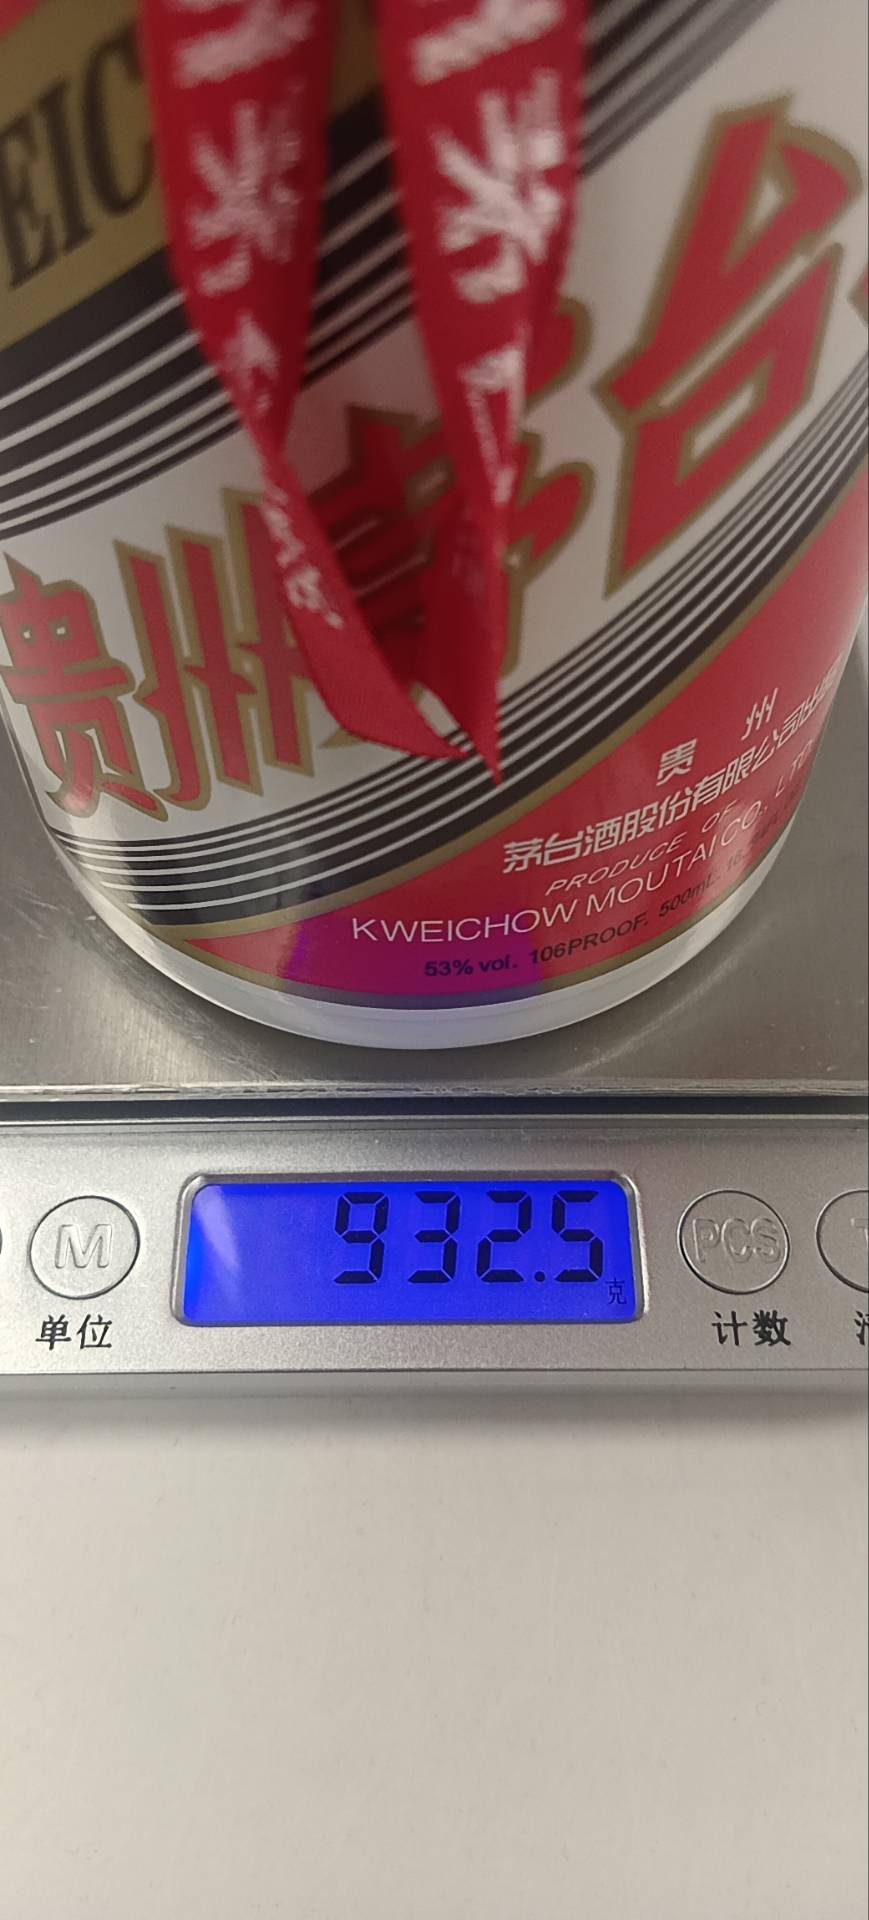 EIC
贵州茅台
贵 州
茅台酒股份有限公司出品
PRODUCE OF
KWEICHOW MOUTAI CO., LTD.
53% vol. 106PROOF. 500mL.
932.5
克
M
PCS
单位
计数